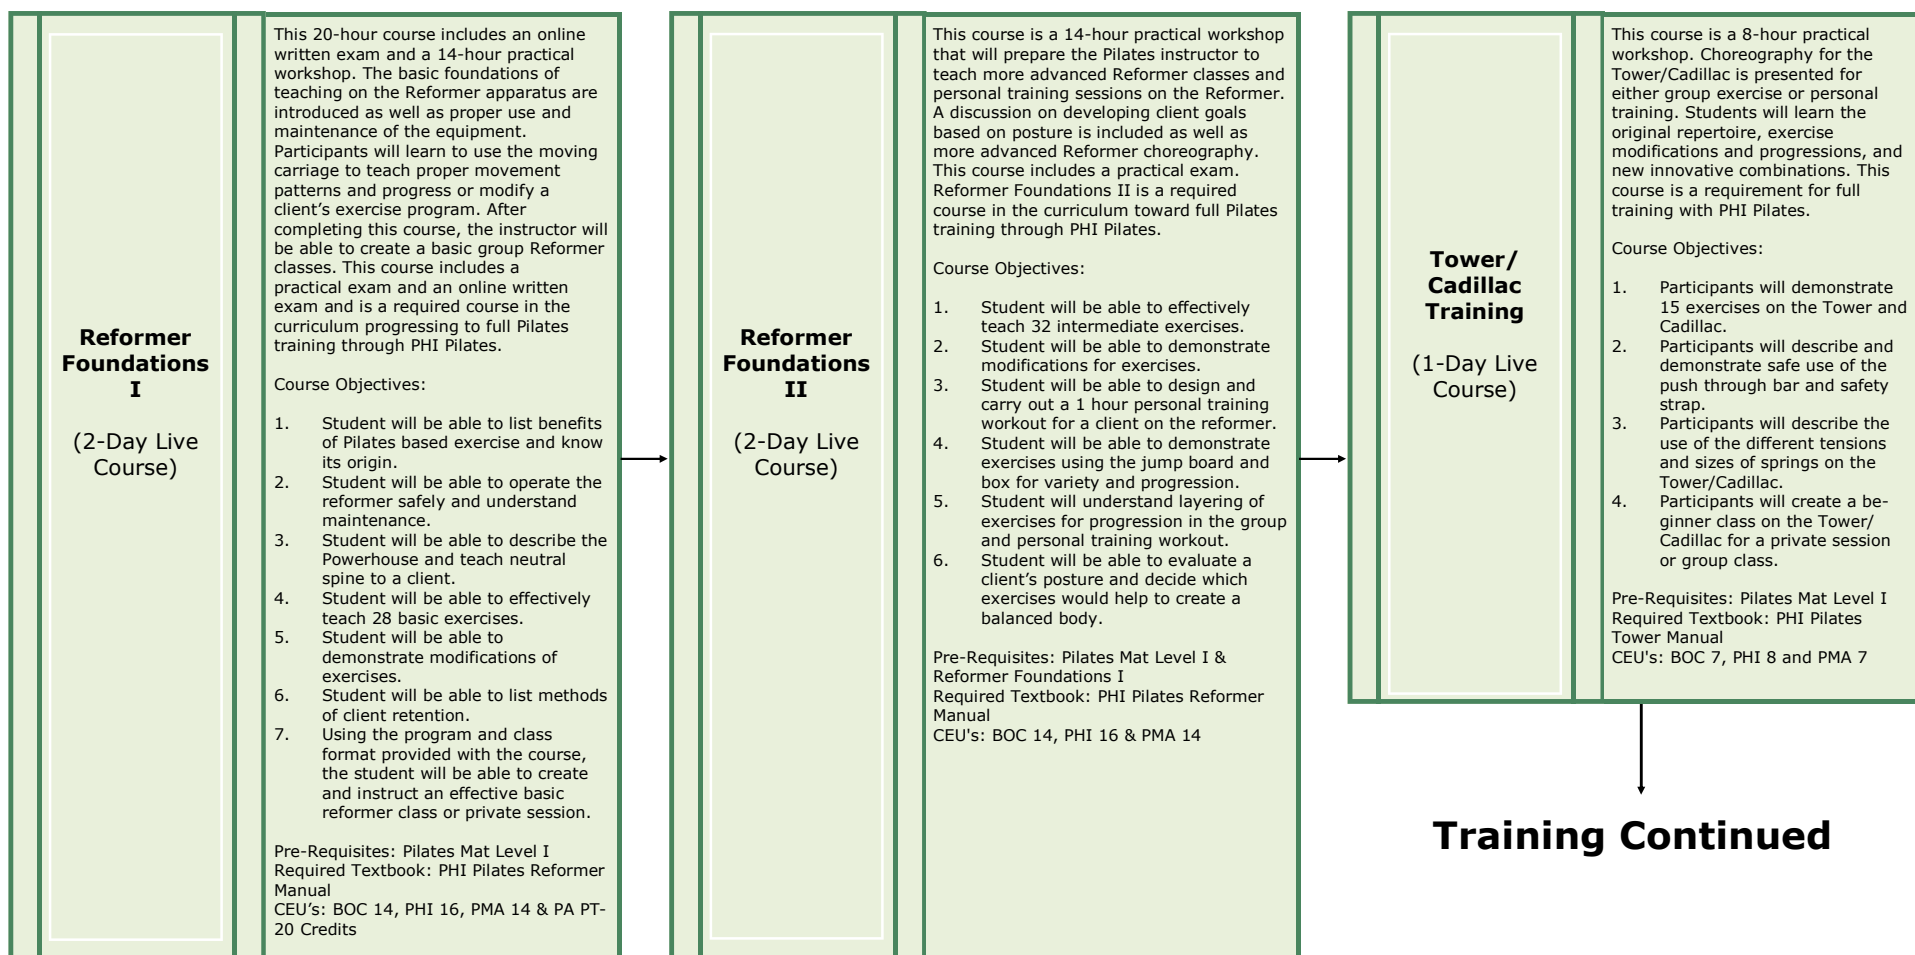 Reformer
Foundations
I
(2-Day Live
Course)
This 20-hour course includes an online
written exam and a 14-hour practical
workshop. The basic foundations of
teaching on the Reformer apparatus are
introduced as well as proper use and
maintenance of the equipment.
Participants will learn to use the moving
carriage to teach proper movement
patterns and progress or modify a
client’s exercise program. After
completing this course, the instructor will
be able to create a basic group Reformer
classes. This course includes a
practical exam and an online written
exam and is a required course in the
curriculum progressing to full Pilates
training through PHI Pilates.
Course Objectives:
1. Student will be able to list benefits
of Pilates based exercise and know
its origin.
2. Student will be able to operate the
reformer safely and understand
maintenance.
3. Student will be able to describe the
Powerhouse and teach neutral
spine to a client.
4. Student will be able to effectively
teach 28 basic exercises.
5. Student will be able to
demonstrate modifications of
exercises.
6. Student will be able to list methods
of client retention.
7. Using the program and class
format provided with the course,
the student will be able to create
and instruct an effective basic
reformer class or private session.
Pre-Requisites: Pilates Mat Level I
Required Textbook: PHI Pilates Reformer
Manual
CEU’s: BOC 14, PHI 16, PMA 14 & PA PT-
20 Credits
Reformer
Foundations
II
(2-Day Live
Course)
This course is a 14-hour practical workshop
that will prepare the Pilates instructor to
teach more advanced Reformer classes and
personal training sessions on the Reformer.
A discussion on developing client goals
based on posture is included as well as
more advanced Reformer choreography.
This course includes a practical exam.
Reformer Foundations II is a required
course in the curriculum toward full Pilates
training through PHI Pilates.
Course Objectives:
1. Student will be able to effectively
teach 32 intermediate exercises.
2. Student will be able to demonstrate
modifications for exercises.
3. Student will be able to design and
carry out a 1 hour personal training
workout for a client on the reformer.
4. Student will be able to demonstrate
exercises using the jump board and
box for variety and progression.
5. Student will understand layering of
exercises for progression in the group
and personal training workout.
6. Student will be able to evaluate a
client’s posture and decide which
exercises would help to create a
balanced body.
Pre-Requisites: Pilates Mat Level I &
Reformer Foundations I
Required Textbook: PHI Pilates Reformer
Manual
CEU's: BOC 14, PHI 16 & PMA 14
Tower/
Cadillac
Training
(1-Day Live
Course)
This course is a 8-hour practical
workshop. Choreography for the
Tower/Cadillac is presented for
either group exercise or personal
training. Students will learn the
original repertoire, exercise
modifications and progressions, and
new innovative combinations. This
course is a requirement for full
training with PHI Pilates.
Course Objectives:
1. Participants will demonstrate
15 exercises on the Tower and
Cadillac.
2. Participants will describe and
demonstrate safe use of the
push through bar and safety
strap.
3. Participants will describe the
use of the different tensions
and sizes of springs on the
Tower/Cadillac.
4. Participants will create a be-
ginner class on the Tower/
Cadillac for a private session
or group class.
Pre-Requisites: Pilates Mat Level I
Required Textbook: PHI Pilates
Tower Manual
CEU's: BOC 7, PHI 8 and PMA 7
Training Continued